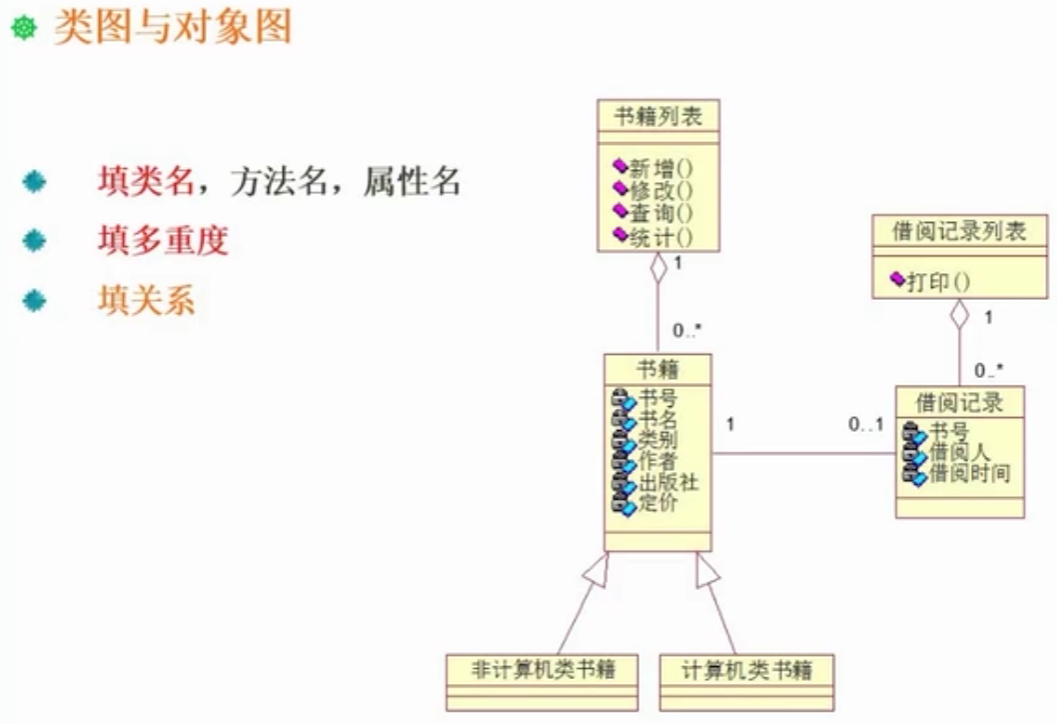 类图与对象图
填类名，方法名，属性名
填多重度
填关系
书籍列表
新增()
修改()
查询()
统计()
1
0..*
书籍
书号
书名
类别
作者
出版社
定价
1
0..1
借阅记录列表
打印()
1
0..*
借阅记录
书号
借阅人
借阅时间
非计算机类书籍
计算机类书籍